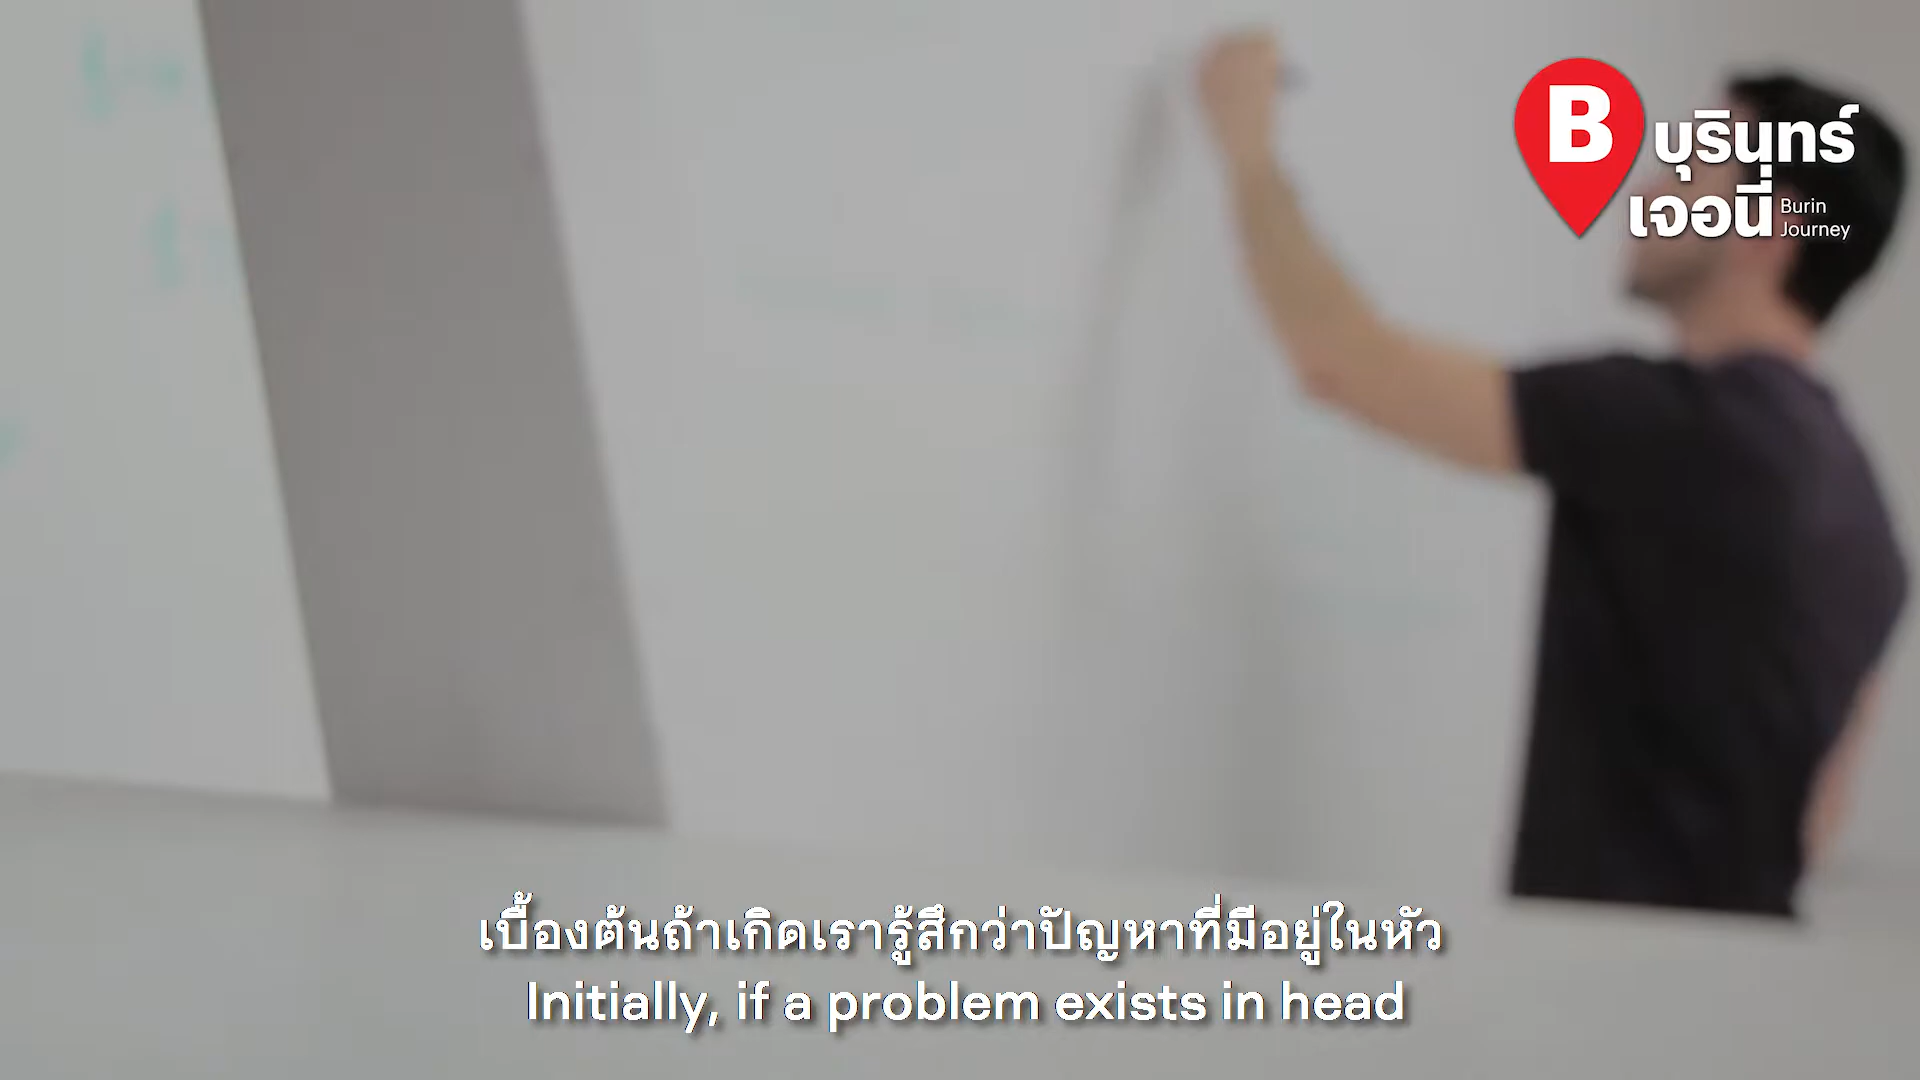 B
บุรินทร์
เจอนี่
Burin
Journey
เบื้องต้นถ้าเกิดเรารู้สึกว่าปัญหาที่มีอยู่ในหัว
Initially, if a problem exists in head